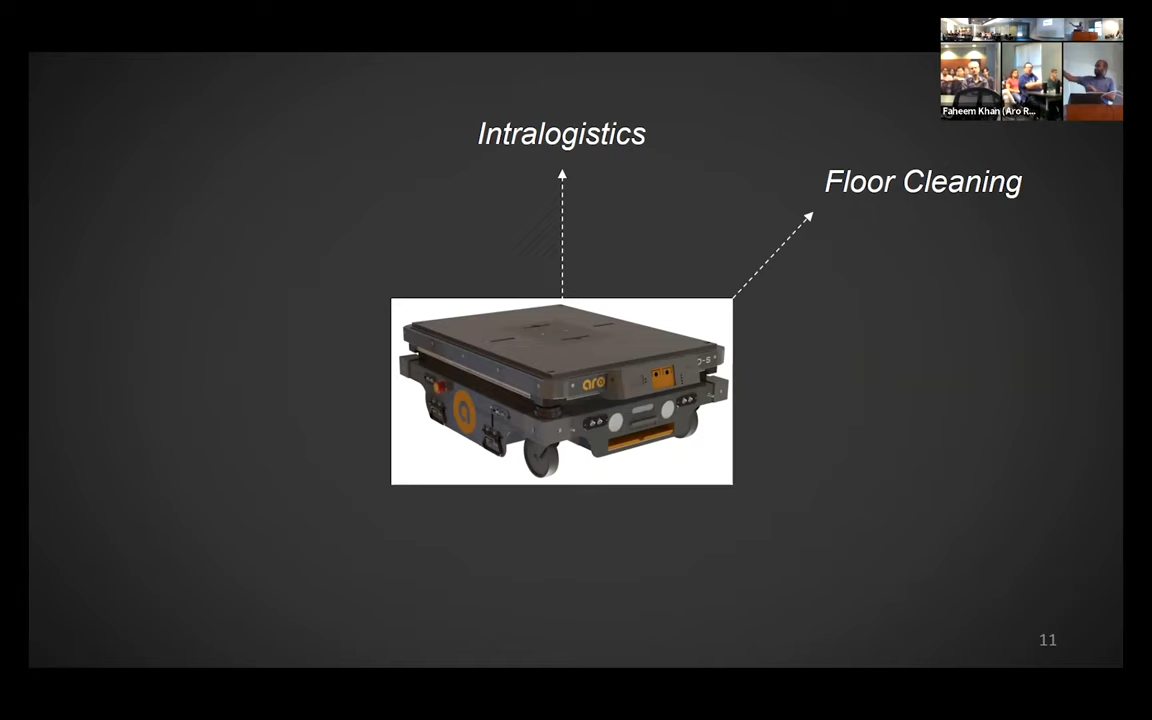 Faheem Khan (Aro R...
Intralogistics
Floor Cleaning
aro
O-S
a
11